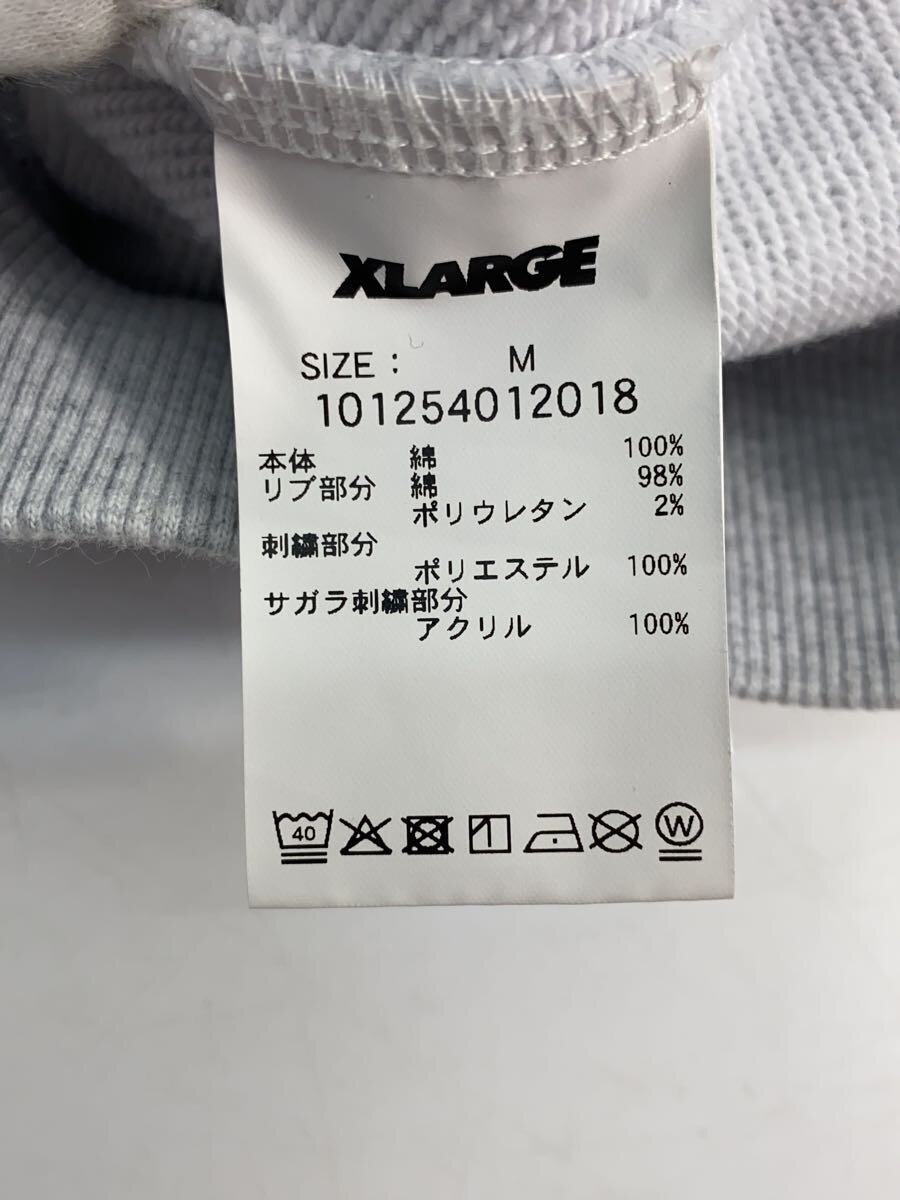 XLARGE
SIZE : M
101254012018
本体 綿 100%
リブ部分 綿 98%
ポリウレタン 2%
刺繍部分
ポリエステル 100%
サガラ刺繍部分
アクリル 100%
40 W